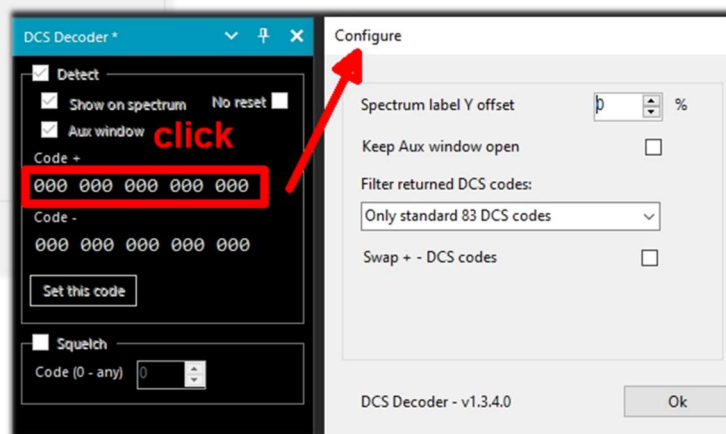 DCS Decoder *
Detect
Show on spectrum No reset
Aux window
click
Code +
000 000 000 000 000
Code -
000 000 000 000 000
Set this code
Squelch
Code (0 - any) 0
Configure
Spectrum label Y offset 0 %
Keep Aux window open
Filter returned DCS codes:
Only standard 83 DCS codes
Swap + - DCS codes
DCS Decoder - v1.3.4.0 Ok